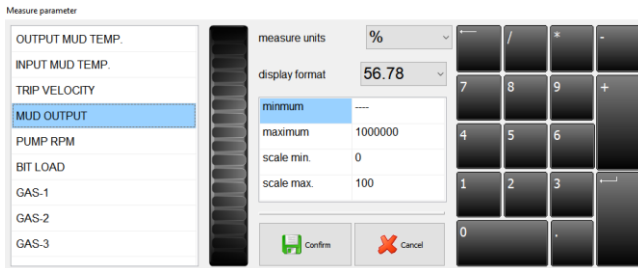 Measure parameter
OUTPUT MUD TEMP.
INPUT MUD TEMP.
TRIP VELOCITY
MUD OUTPUT
PUMP RPM
BIT LOAD
GAS-1
GAS-2
GAS-3
measure units %
display format 56.78
minmum ----
maximum 1000000
scale min. 0
scale max. 100
Confirm Cancel
/ * -
7 8 9 +
4 5 6
1 2 3
0 .